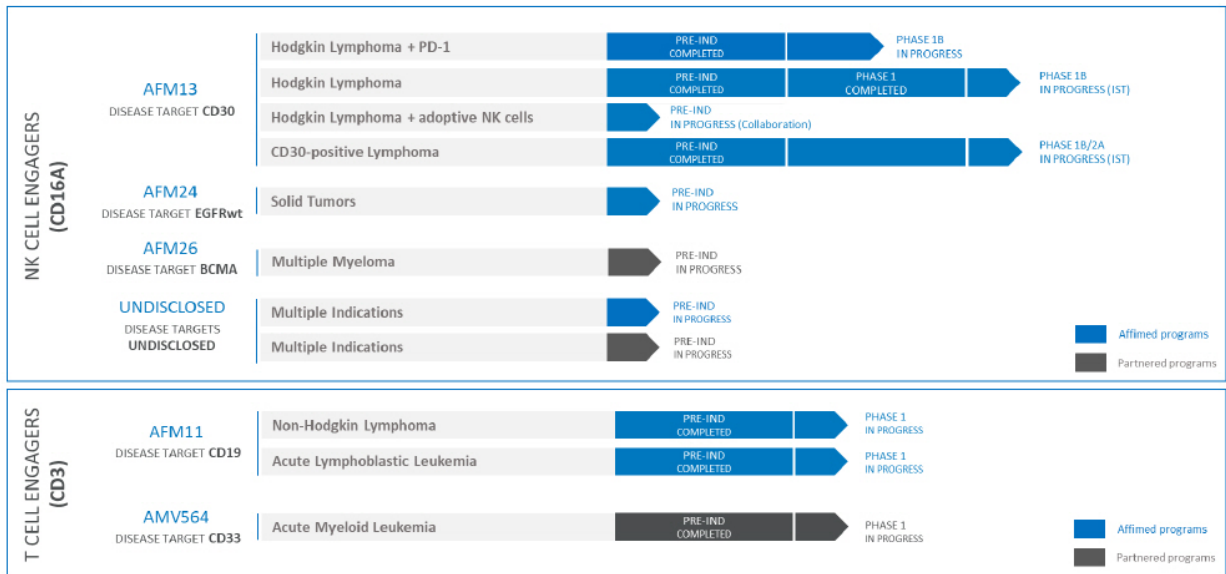 NK CELL ENGAGERS
(CD16A)
AFM13
DISEASE TARGET CD30
Hodgkin Lymphoma + PD-1
PRE-IND
COMPLETED
PHASE 1B
IN PROGRESS
Hodgkin Lymphoma
PRE-IND
COMPLETED
PHASE 1
COMPLETED
PHASE 1B
IN PROGRESS (IST)
Hodgkin Lymphoma + adoptive NK cells
PRE-IND
IN PROGRESS (Collaboration)
CD30-positive Lymphoma
PRE-IND
COMPLETED
PHASE 1B/2A
IN PROGRESS (IST)
AFM24
DISEASE TARGET EGFRwt
Solid Tumors
PRE-IND
IN PROGRESS
AFM26
DISEASE TARGET BCMA
Multiple Myeloma
PRE-IND
IN PROGRESS
UNDISCLOSED
DISEASE TARGETS
UNDISCLOSED
Multiple Indications
PRE-IND
IN PROGRESS
Multiple Indications
PRE-IND
IN PROGRESS
Affimed programs
Partnered programs
T CELL ENGAGERS
(CD3)
AFM11
DISEASE TARGET CD19
Non-Hodgkin Lymphoma
PRE-IND
COMPLETED
PHASE 1
IN PROGRESS
Acute Lymphoblastic Leukemia
PRE-IND
COMPLETED
PHASE 1
IN PROGRESS
AMV564
DISEASE TARGET CD33
Acute Myeloid Leukemia
PRE-IND
COMPLETED
PHASE 1
IN PROGRESS
Affimed programs
Partnered programs